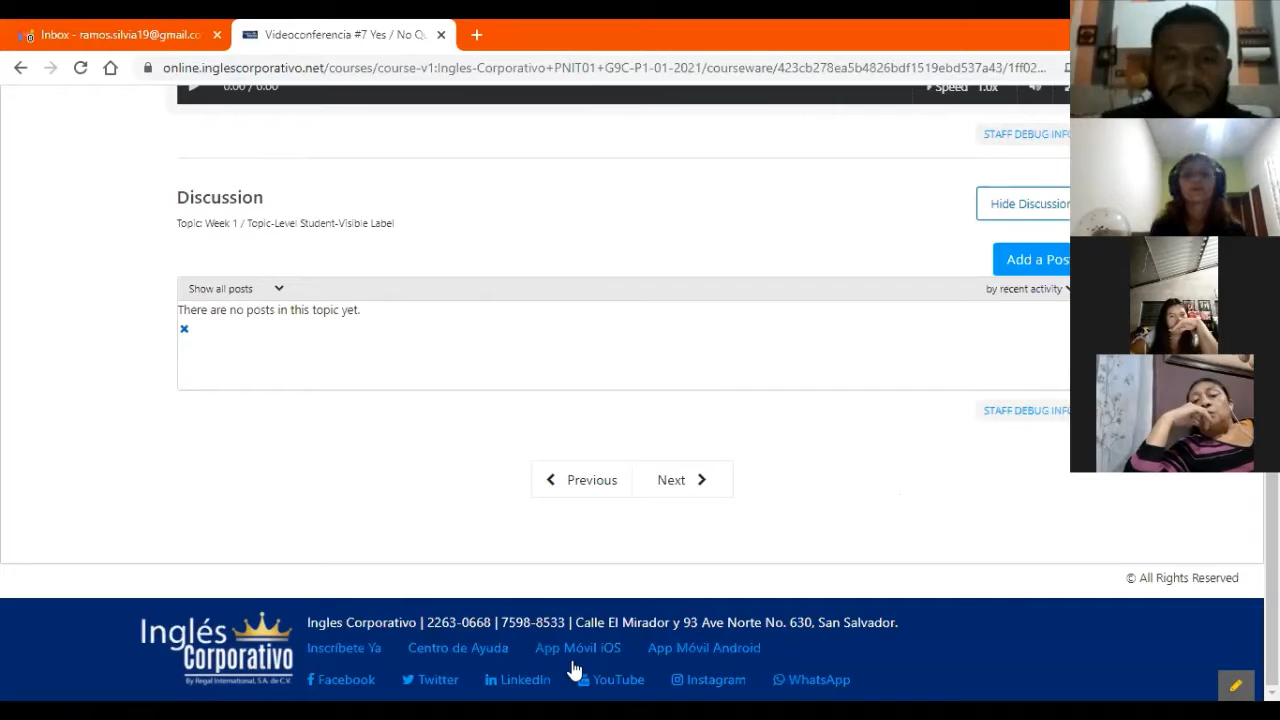 Inbox - ramos.silvia19@gmail.co
Videoconferencia #7 Yes / No Q
online.inglescorporativo.net/courses/course-v1:Ingles-Corporativo+PNIT01+G9C-P1-01-2021/courseware/423cb278ea5b4826bdf1519ebd537a43/1ff02...
0:00 / 0:00
Speed 1.0x
STAFF DEBUG INFO
Discussion
Hide Discussion
Topic: Week 1 / Topic-Level Student-Visible Label
Add a Pos
Show all posts
by recent activity
There are no posts in this topic yet.
STAFF DEBUG INFO
Previous
Next
© All Rights Reserved
Inglés Corporativo
By Regal International, S.A. de C.V.
Ingles Corporativo | 2263-0668 | 7598-8533 | Calle El Mirador y 93 Ave Norte No. 630, San Salvador.
Inscríbete Ya Centro de Ayuda App Móvil iOS App Móvil Android
Facebook Twitter LinkedIn YouTube Instagram WhatsApp